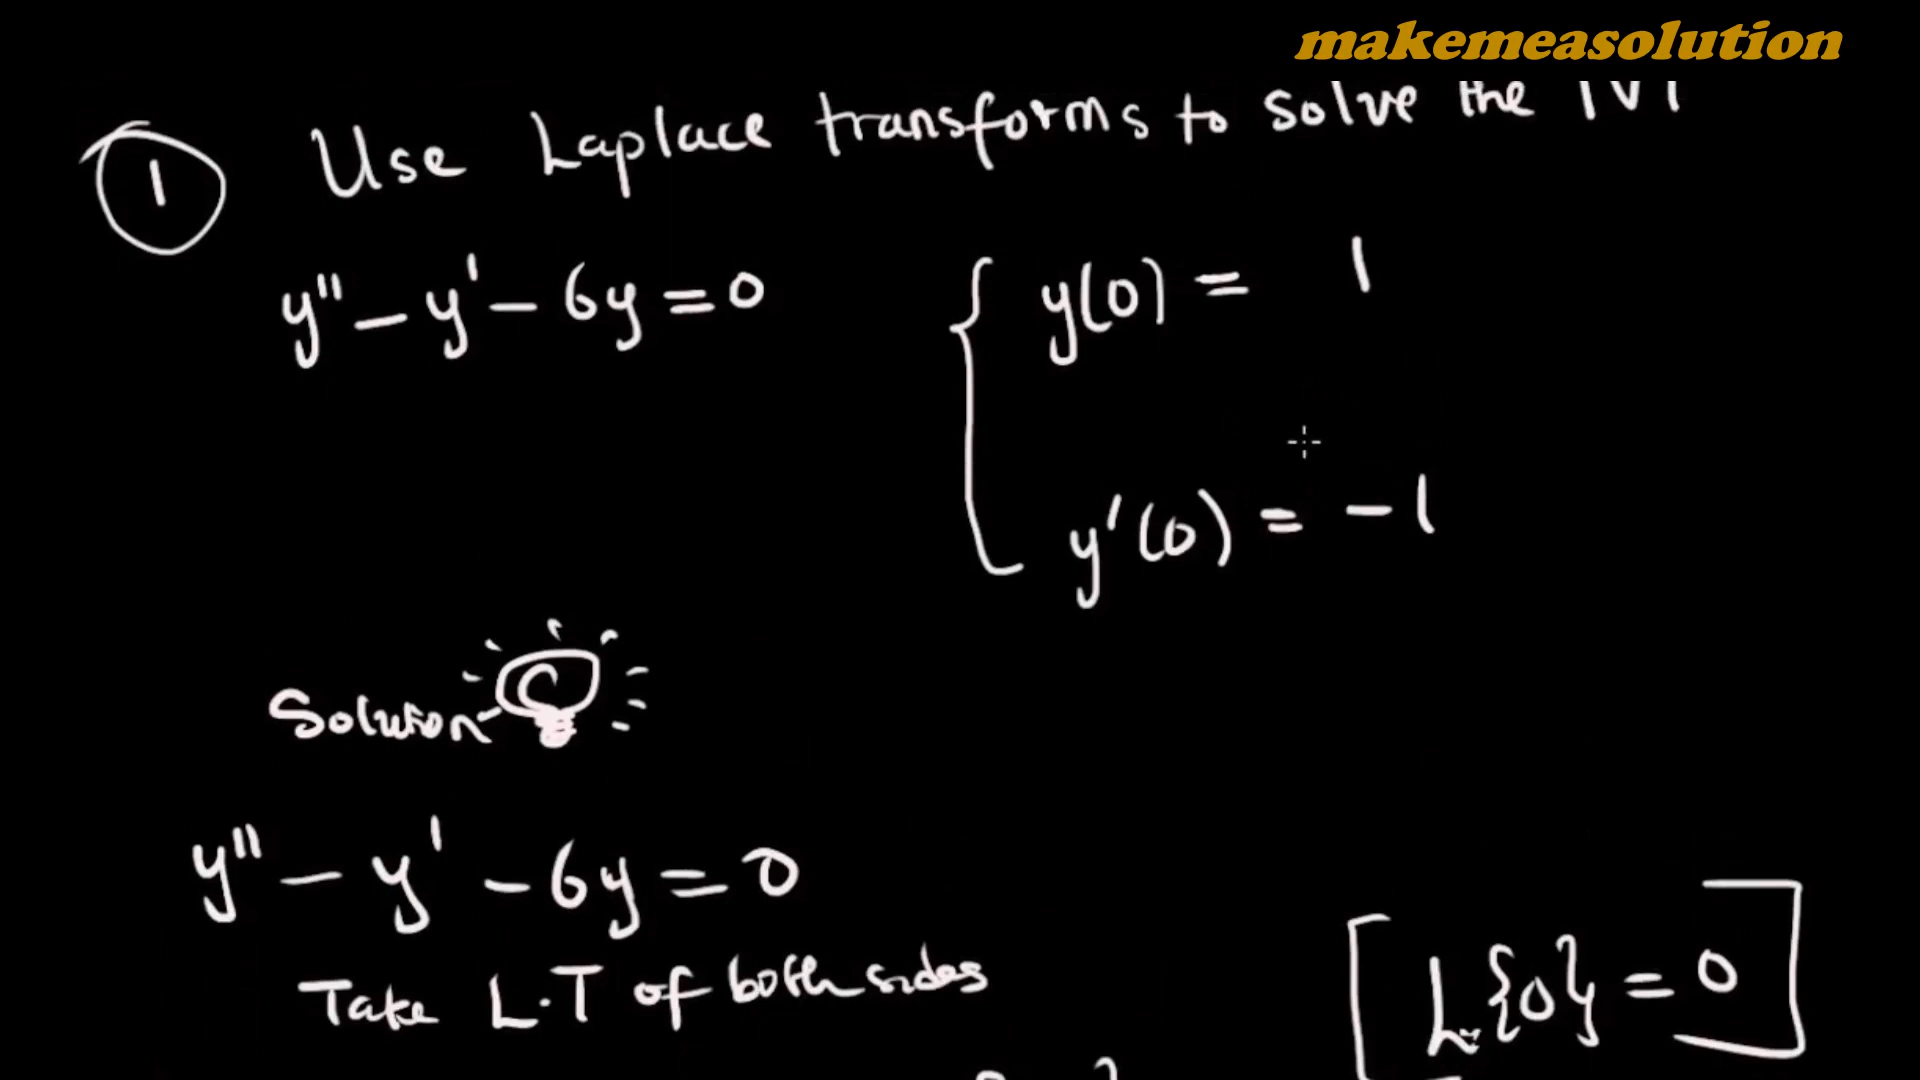 makemeasolution
1 Use Laplace transforms to solve the IVP
y'' - y' - 6y = 0 { y(0) = 1
y'(0) = -1
Solution
y'' - y' - 6y = 0
Take L.T of both sides
[ L{0} = 0 ]